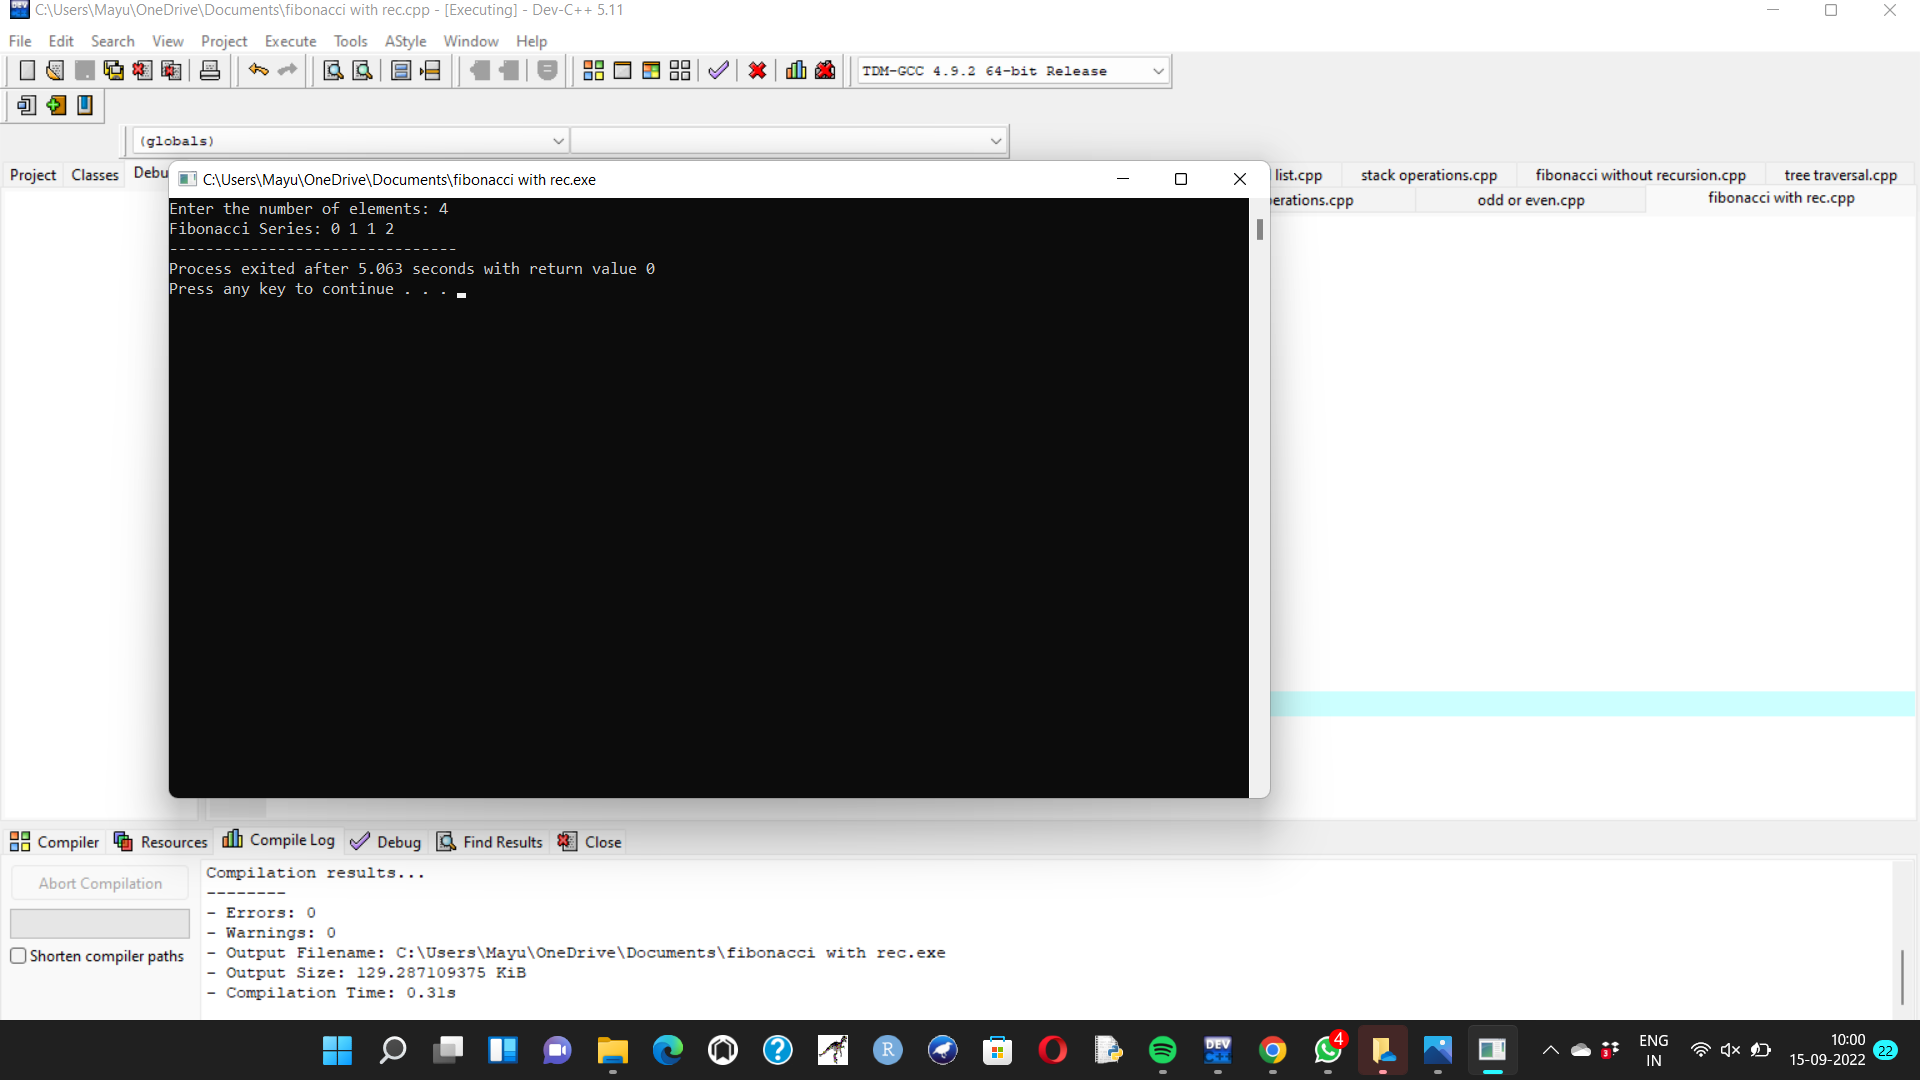 C:\Users\Mayu\OneDrive\Documents\fibonacci with rec.cpp - [Executing] - Dev-C++ 5.11
File Edit Search View Project Execute Tools AStyle Window Help
TDM-GCC 4.9.2 64-bit Release
(globals)
Project Classes Debu
list.cpp stack operations.cpp fibonacci without recursion.cpp tree traversal.cpp
erations.cpp odd or even.cpp fibonacci with rec.cpp
C:\Users\Mayu\OneDrive\Documents\fibonacci with rec.exe
Enter the number of elements: 4
Fibonacci Series: 0 1 1 2
--------------------------------
Process exited after 5.063 seconds with return value 0
Press any key to continue . . .
Compiler Resources Compile Log Debug Find Results Close
Abort Compilation
Shorten compiler paths
Compilation results...
--------
- Errors: 0
- Warnings: 0
- Output Filename: C:\Users\Mayu\OneDrive\Documents\fibonacci with rec.exe
- Output Size: 129.287109375 KiB
- Compilation Time: 0.31s
R
DEV C++
4
3
ENG
IN
10:00
15-09-2022
22